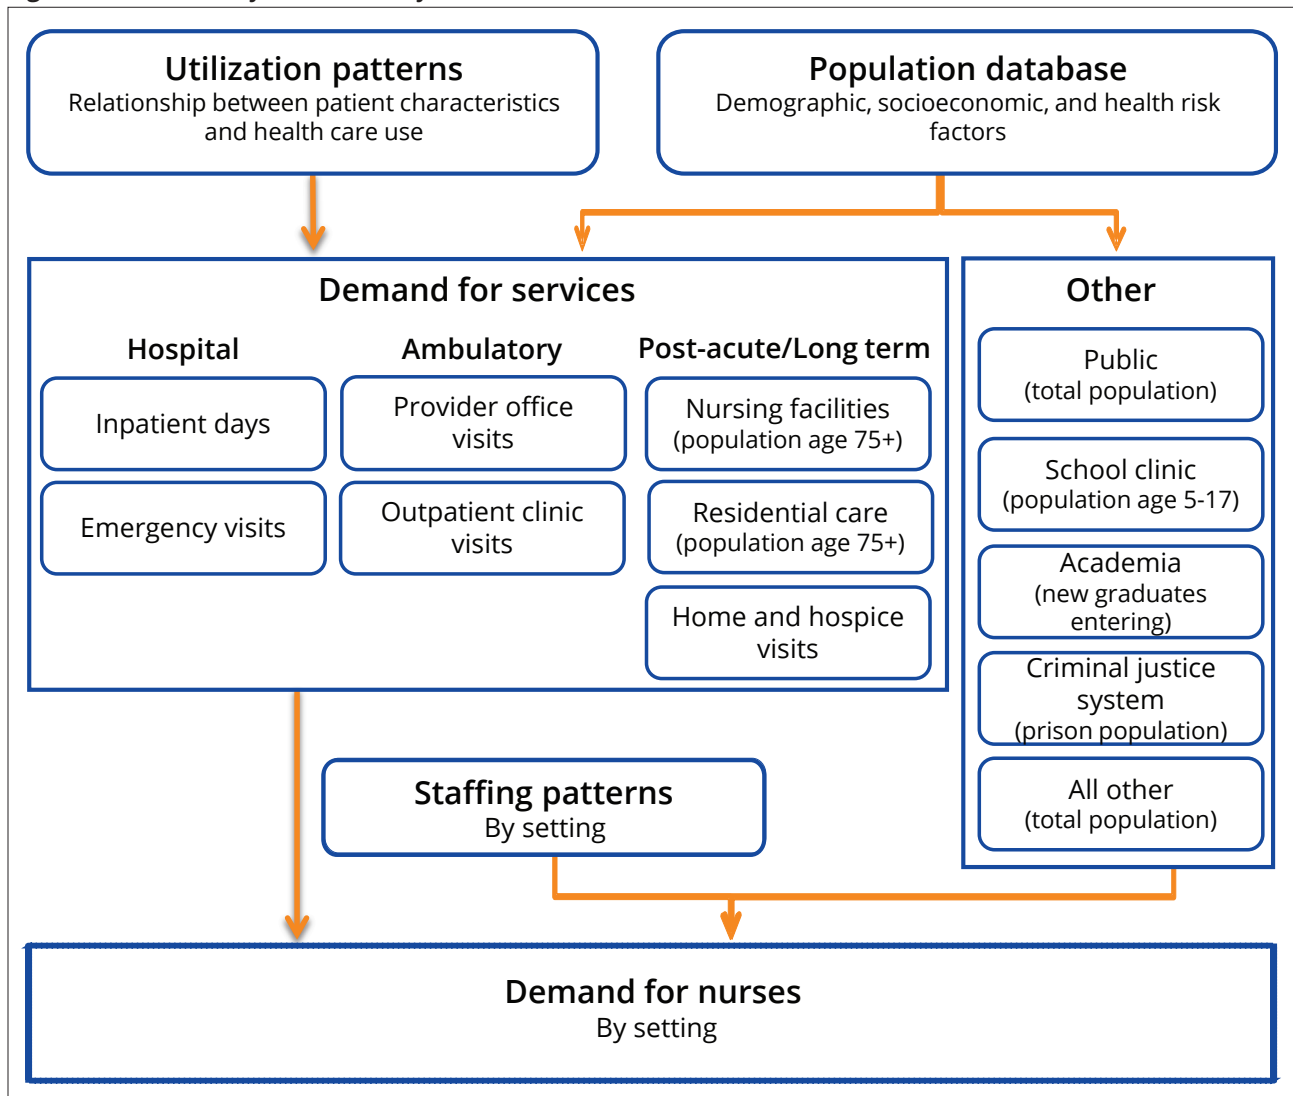 Utilization patterns
Relationship between patient characteristics
and health care use
Population database
Demographic, socioeconomic, and health risk
factors
Demand for services
Hospital
Inpatient days
Emergency visits
Ambulatory
Provider office
visits
Outpatient clinic
visits
Post-acute/Long term
Nursing facilities
(population age 75+)
Residential care
(population age 75+)
Home and hospice
visits
Other
Public
(total population)
School clinic
(population age 5-17)
Academia
(new graduates
entering)
Criminal justice
system
(prison population)
All other
(total population)
Staffing patterns
By setting
Demand for nurses
By setting